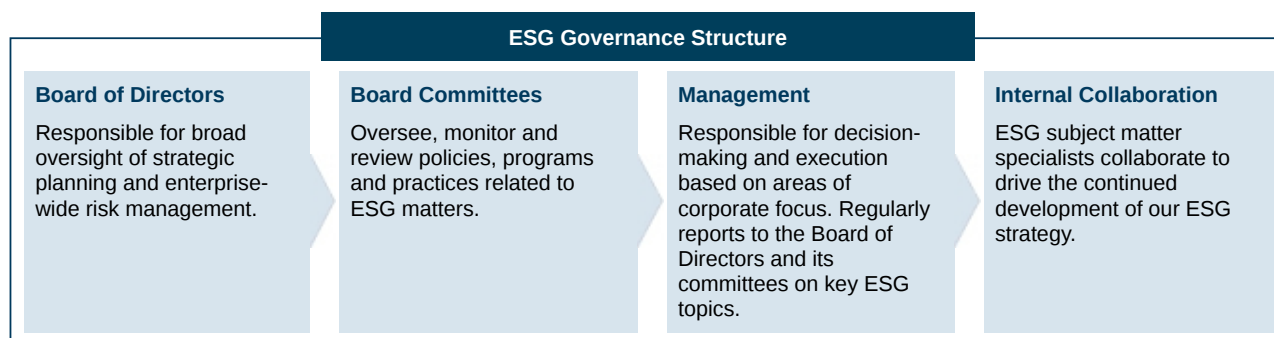 ESG Governance Structure
Board of Directors
Responsible for broad
oversight of strategic
planning and enterprise-
wide risk management.
Board Committees
Oversee, monitor and
review policies, programs
and practices related to
ESG matters.
Management
Responsible for decision-
making and execution
based on areas of
corporate focus. Regularly
reports to the Board of
Directors and its
committees on key ESG
topics.
Internal Collaboration
ESG subject matter
specialists collaborate to
drive the continued
development of our ESG
strategy.